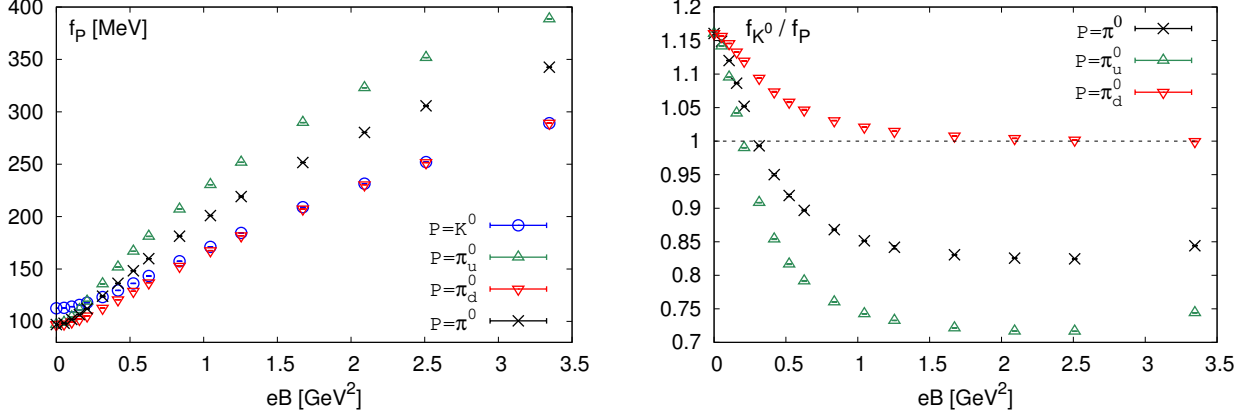 f_P [MeV]
400
350
300
250
200
150
100
P=K^0
P=π_u^0
P=π_d^0
P=π^0
0 0.5 1 1.5 2 2.5 3 3.5
eB [GeV^2]
f_{K^0} / f_P
1.2
1.15
1.1
1.05
1
0.95
0.9
0.85
0.8
0.75
0.7
P=π^0
P=π_u^0
P=π_d^0
0 0.5 1 1.5 2 2.5 3 3.5
eB [GeV^2]